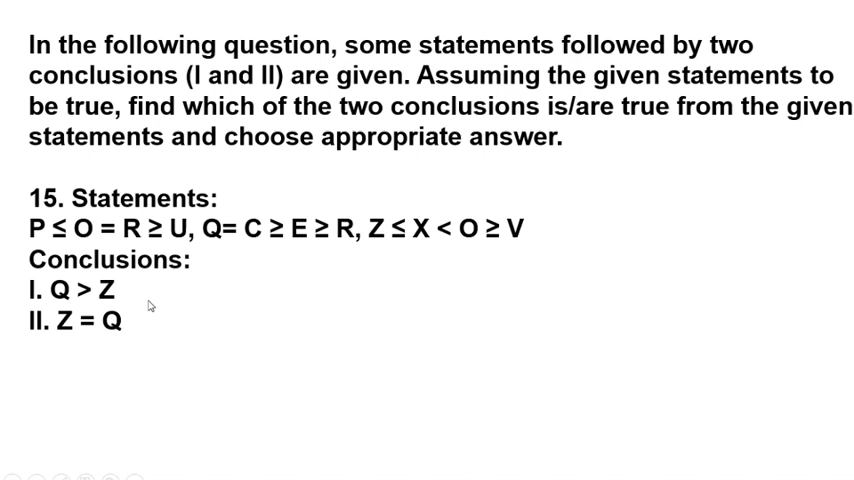 In the following question, some statements followed by two
conclusions (I and II) are given. Assuming the given statements to
be true, find which of the two conclusions is/are true from the given
statements and choose appropriate answer.
15. Statements:
P ≤ O = R ≥ U, Q= C ≥ E ≥ R, Z ≤ X < O ≥ V
Conclusions:
I. Q > Z
II. Z = Q